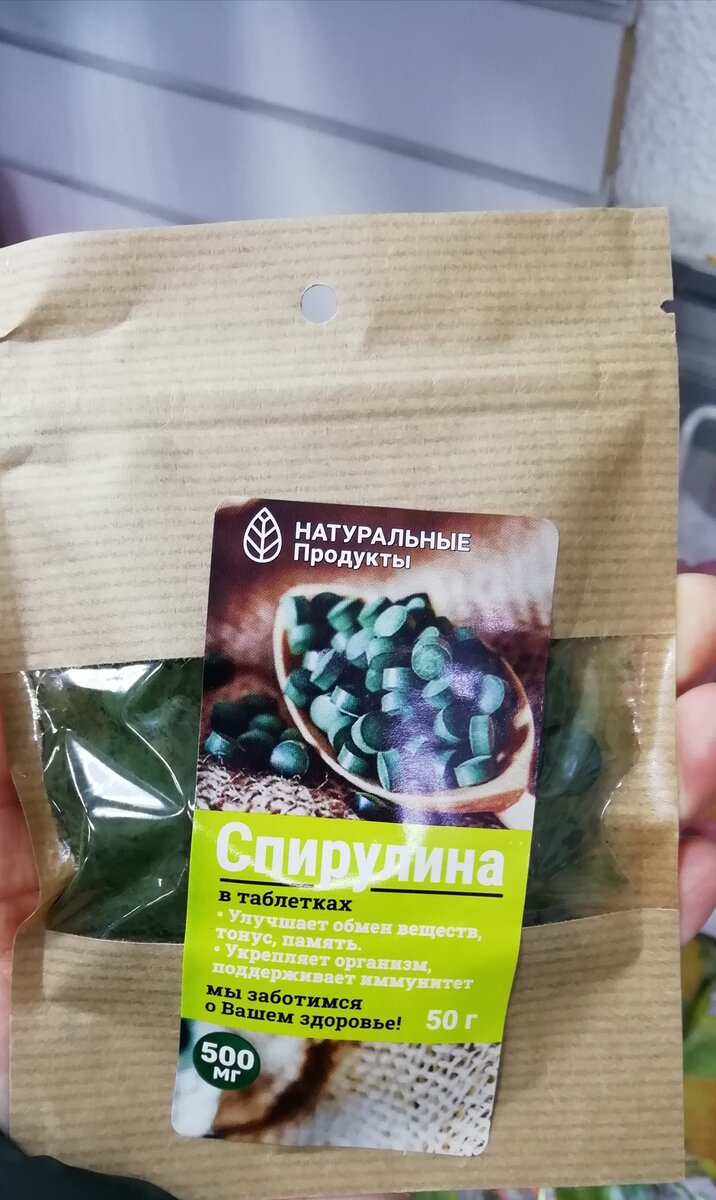 НАТУРАЛЬНЫЕ
Продукты
Спирулина
в таблетках
• Улучшает обмен веществ,
тонус, память.
• Укрепляет организм,
поддерживает иммунитет
мы заботимся
о Вашем здоровье!
50 г
500
мг